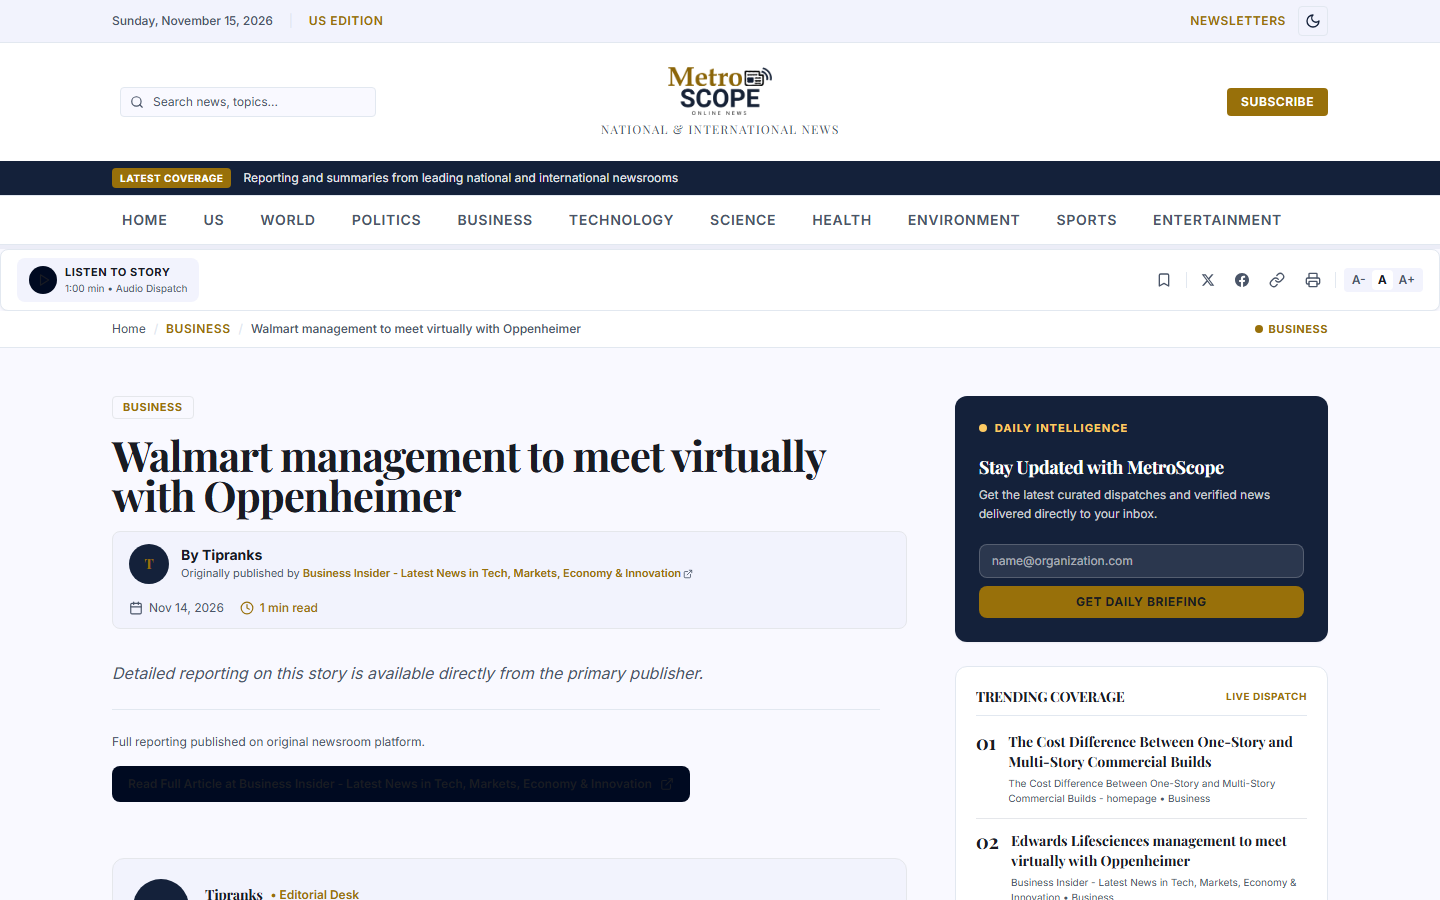 Sunday, November 15, 2026
US EDITION
NEWSLETTERS
Search news, topics...
Metro
SCOPE
ONLINE NEWS
NATIONAL & INTERNATIONAL NEWS
SUBSCRIBE
LATEST COVERAGE
Reporting and summaries from leading national and international newsrooms
HOME
US
WORLD
POLITICS
BUSINESS
TECHNOLOGY
SCIENCE
HEALTH
ENVIRONMENT
SPORTS
ENTERTAINMENT
LISTEN TO STORY
1:00 min • Audio Dispatch
A-
A
A+
Home / BUSINESS / Walmart management to meet virtually with Oppenheimer
BUSINESS
BUSINESS
Walmart management to meet virtually
with Oppenheimer
T
By Tipranks
Originally published by Business Insider - Latest News in Tech, Markets, Economy & Innovation
Nov 14, 2026
1 min read
Detailed reporting on this story is available directly from the primary publisher.
Full reporting published on original newsroom platform.
Read Full Article at Business Insider - Latest News in Tech, Markets, Economy & Innovation
Tipranks • Editorial Desk
DAILY INTELLIGENCE
Stay Updated with MetroScope
Get the latest curated dispatches and verified news
delivered directly to your inbox.
name@organization.com
GET DAILY BRIEFING
TRENDING COVERAGE
LIVE DISPATCH
01
The Cost Difference Between One-Story and
Multi-Story Commercial Builds
The Cost Difference Between One-Story and Multi-Story
Commercial Builds - homepage • Business
02
Edwards Lifesciences management to meet
virtually with Oppenheimer
Business Insider - Latest News in Tech, Markets, Economy &
Innovation • Business